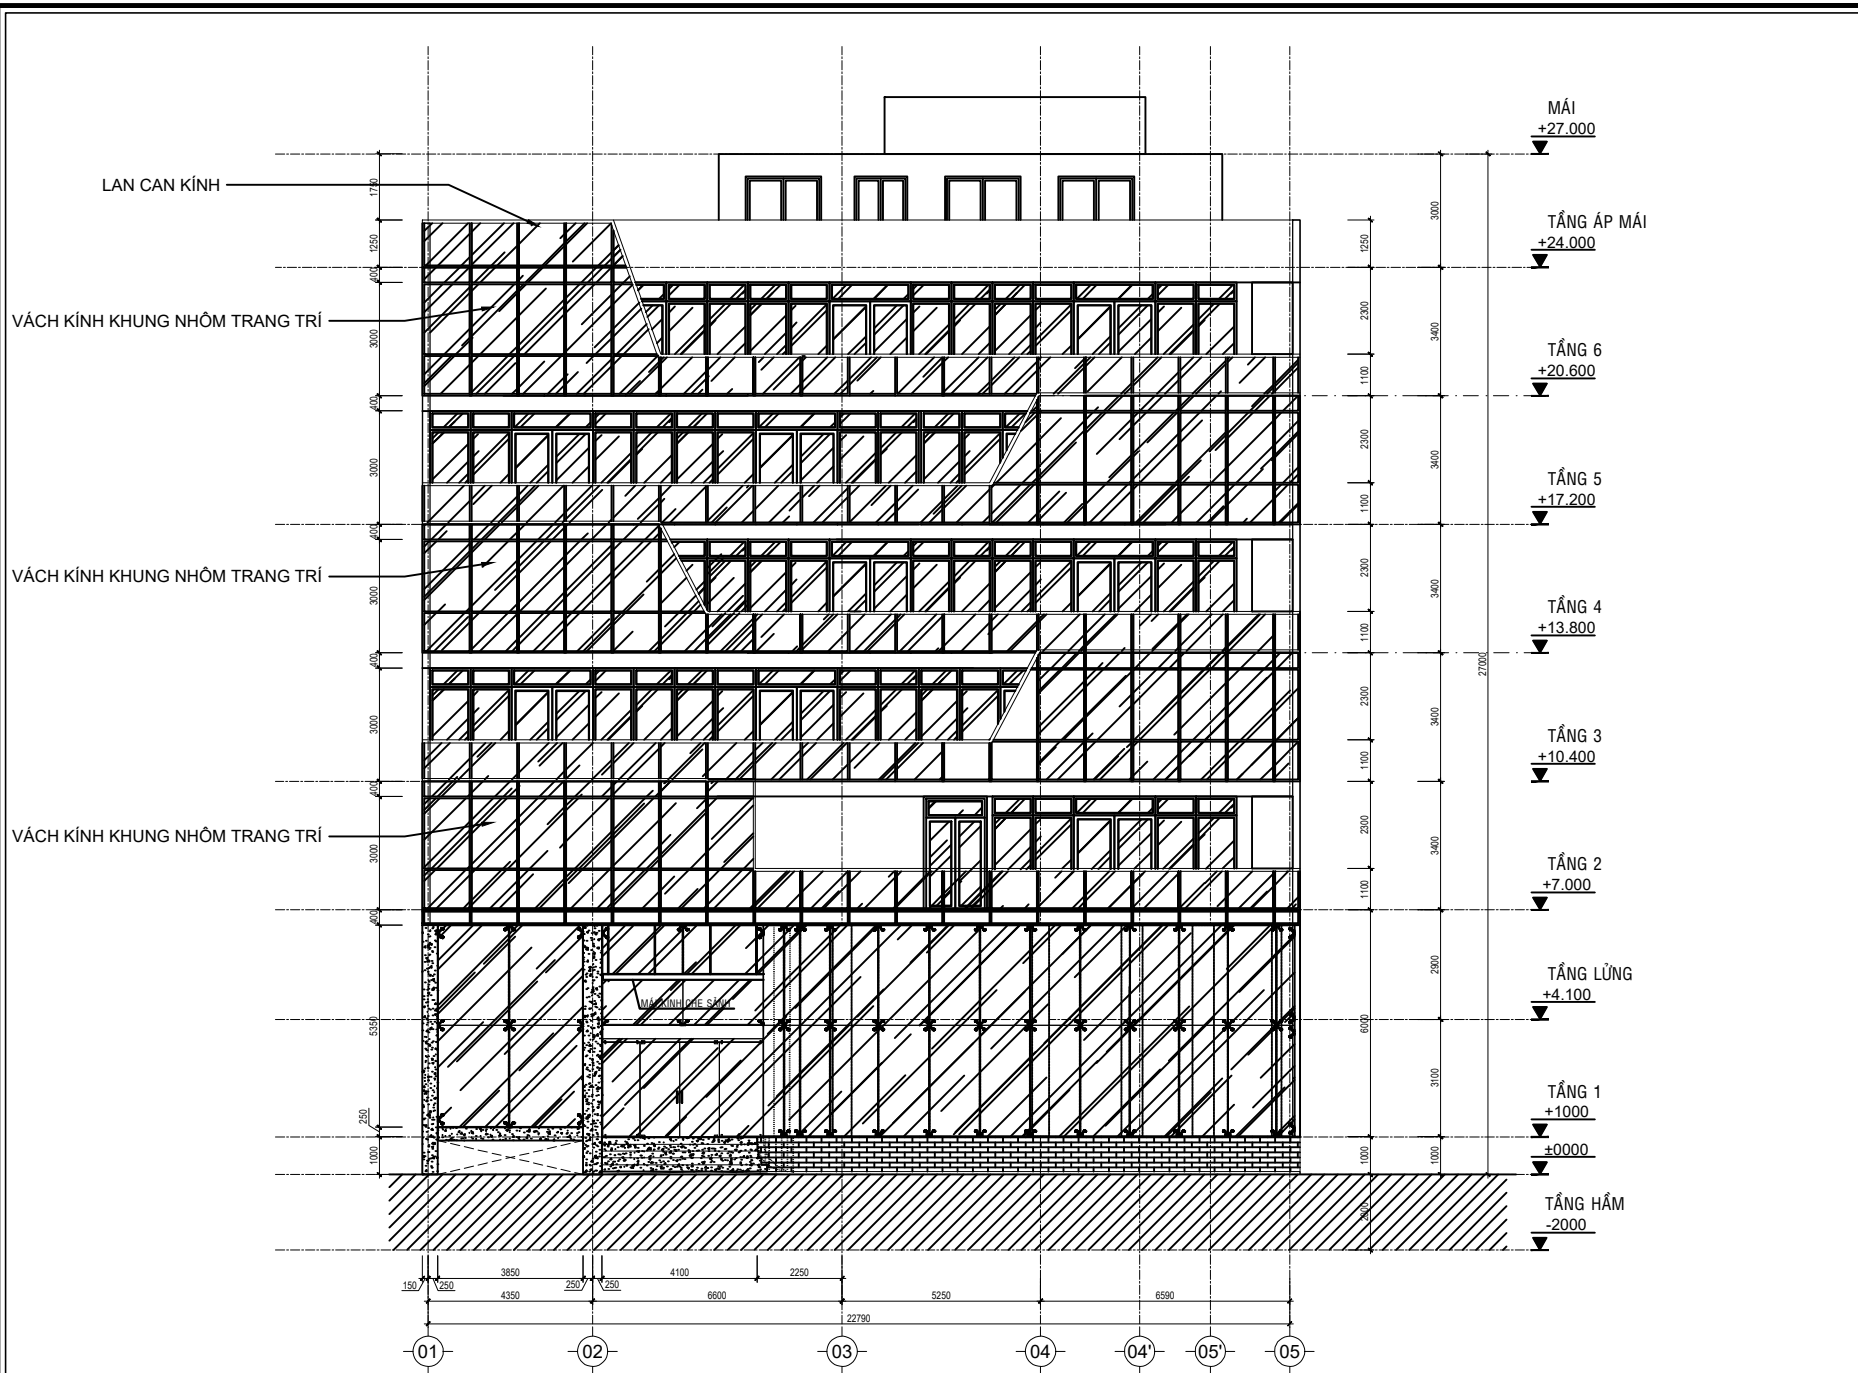 MÁI
+27.000
LAN CAN KÍNH
TẦNG ÁP MÁI
+24.000
VÁCH KÍNH KHUNG NHÔM TRANG TRÍ
TẦNG 6
+20.600
TẦNG 5
+17.200
VÁCH KÍNH KHUNG NHÔM TRANG TRÍ
TẦNG 4
+13.800
TẦNG 3
+10.400
VÁCH KÍNH KHUNG NHÔM TRANG TRÍ
TẦNG 2
+7.000
TẦNG LỬNG
+4.100
MÁI KÍNH CHE SẢNH
TẦNG 1
+1000
±0000
TẦNG HẦM
-2000
1750
1250
400
3000
400
3000
400
3000
400
3000
400
3000
400
5350
250
1000
1250
2300
1100
2300
1100
2300
1100
2300
1100
2300
1100
6000
1000
2000
3000
3400
3400
3400
3400
3400
2900
3100
1000
27000
3850 4100 2250
150 250 250 250
4350 6600 5250 6590
22790
01 02 03 04 04' 05' 05